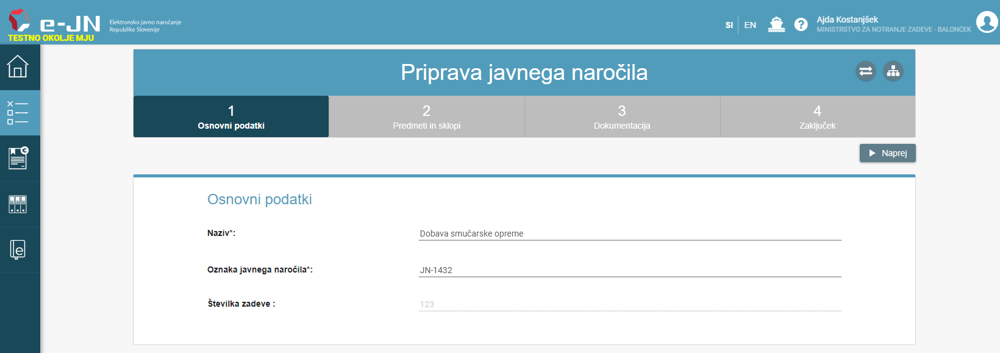 e-JN
Elektronsko javno naročanje
Republike Slovenije
TESTNO OKOLJE MJU
SI
EN
?
Ajda Kostanjšek
MINISTRSTVO ZA NOTRANJE ZADEVE - BALONČEK
Priprava javnega naročila
1
Osnovni podatki
2
Predmeti in sklopi
3
Dokumentacija
4
Zaključek
Naprej
Osnovni podatki
Naziv*:
Dobava smučarske opreme
Oznaka javnega naročila*:
JN-1432
Številka zadeve :
123